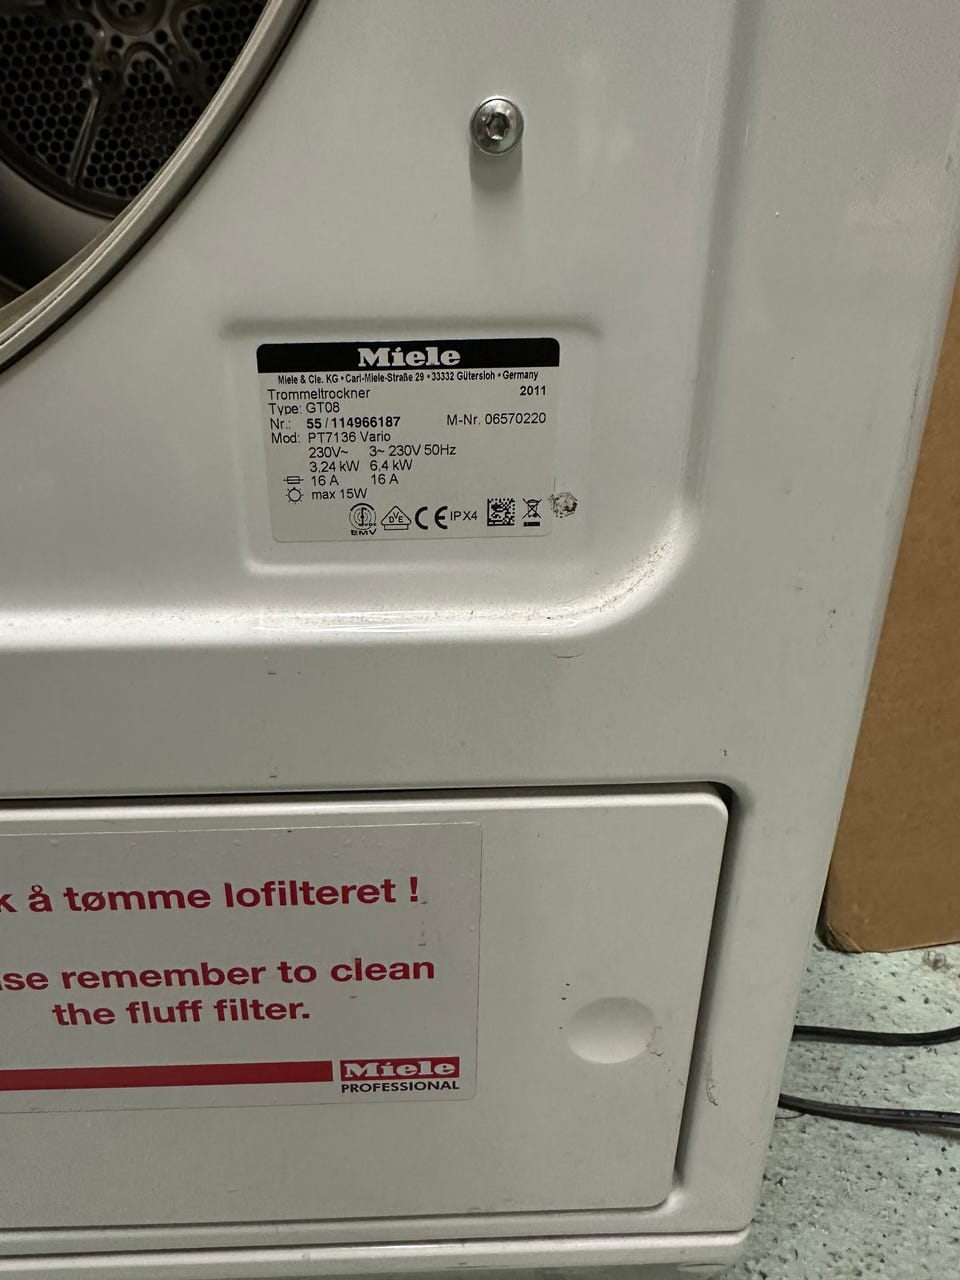 Miele
Miele & Cie. KG • Carl-Miele-Straße 29 • 33332 Gütersloh • Germany
Trommeltrockner 2011
Type: GT08
Nr.: 55 / 114966187 M-Nr. 06570220
Mod: PT7136 Vario
230V~ 3~ 230V 50Hz
3,24 kW 6,4 kW
16 A 16 A
max 15W
VDE EMV VDE CE IPX4
k å tømme lofilteret !
se remember to clean
the fluff filter.
Miele
PROFESSIONAL